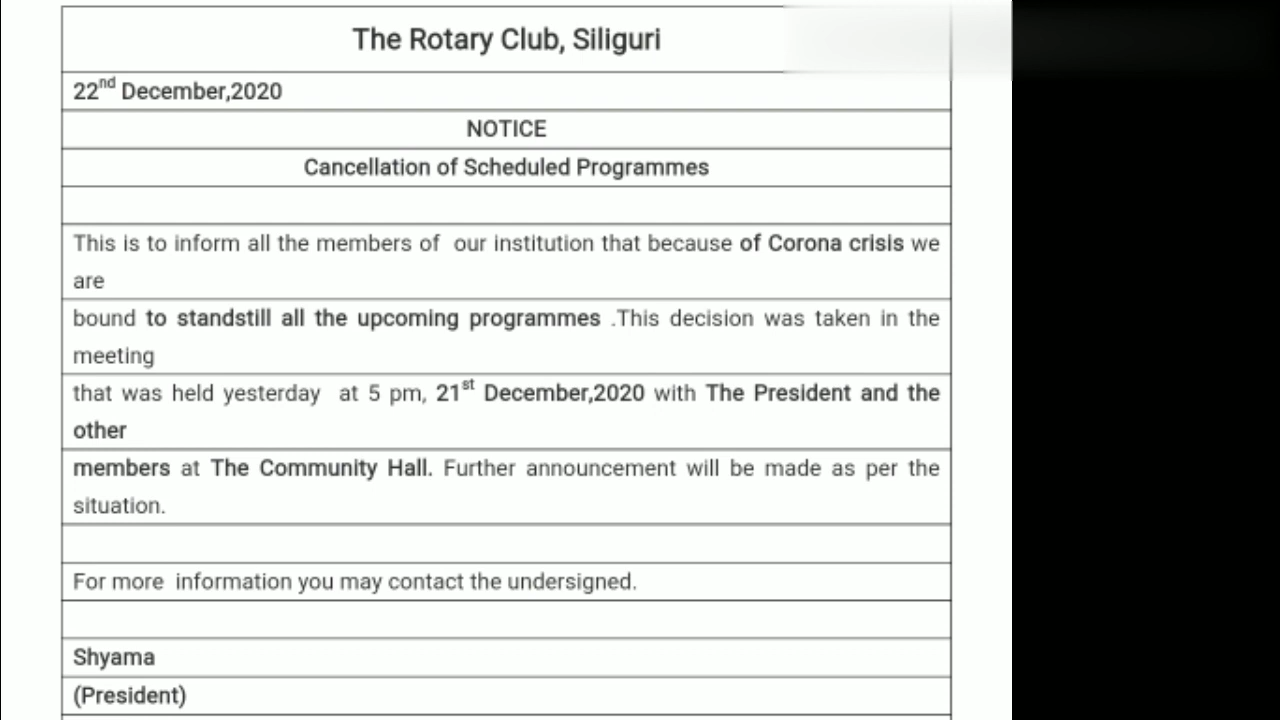 The Rotary Club, Siliguri
22nd December,2020
NOTICE
Cancellation of Scheduled Programmes
This is to inform all the members of  our institution that because of Corona crisis we
are
bound to standstill all the upcoming programmes .This decision was taken in the
meeting
that was held yesterday  at 5 pm, 21st December,2020 with The President and the
other
members at The Community Hall. Further announcement will be made as per the
situation.
For more  information you may contact the undersigned.
Shyama
(President)